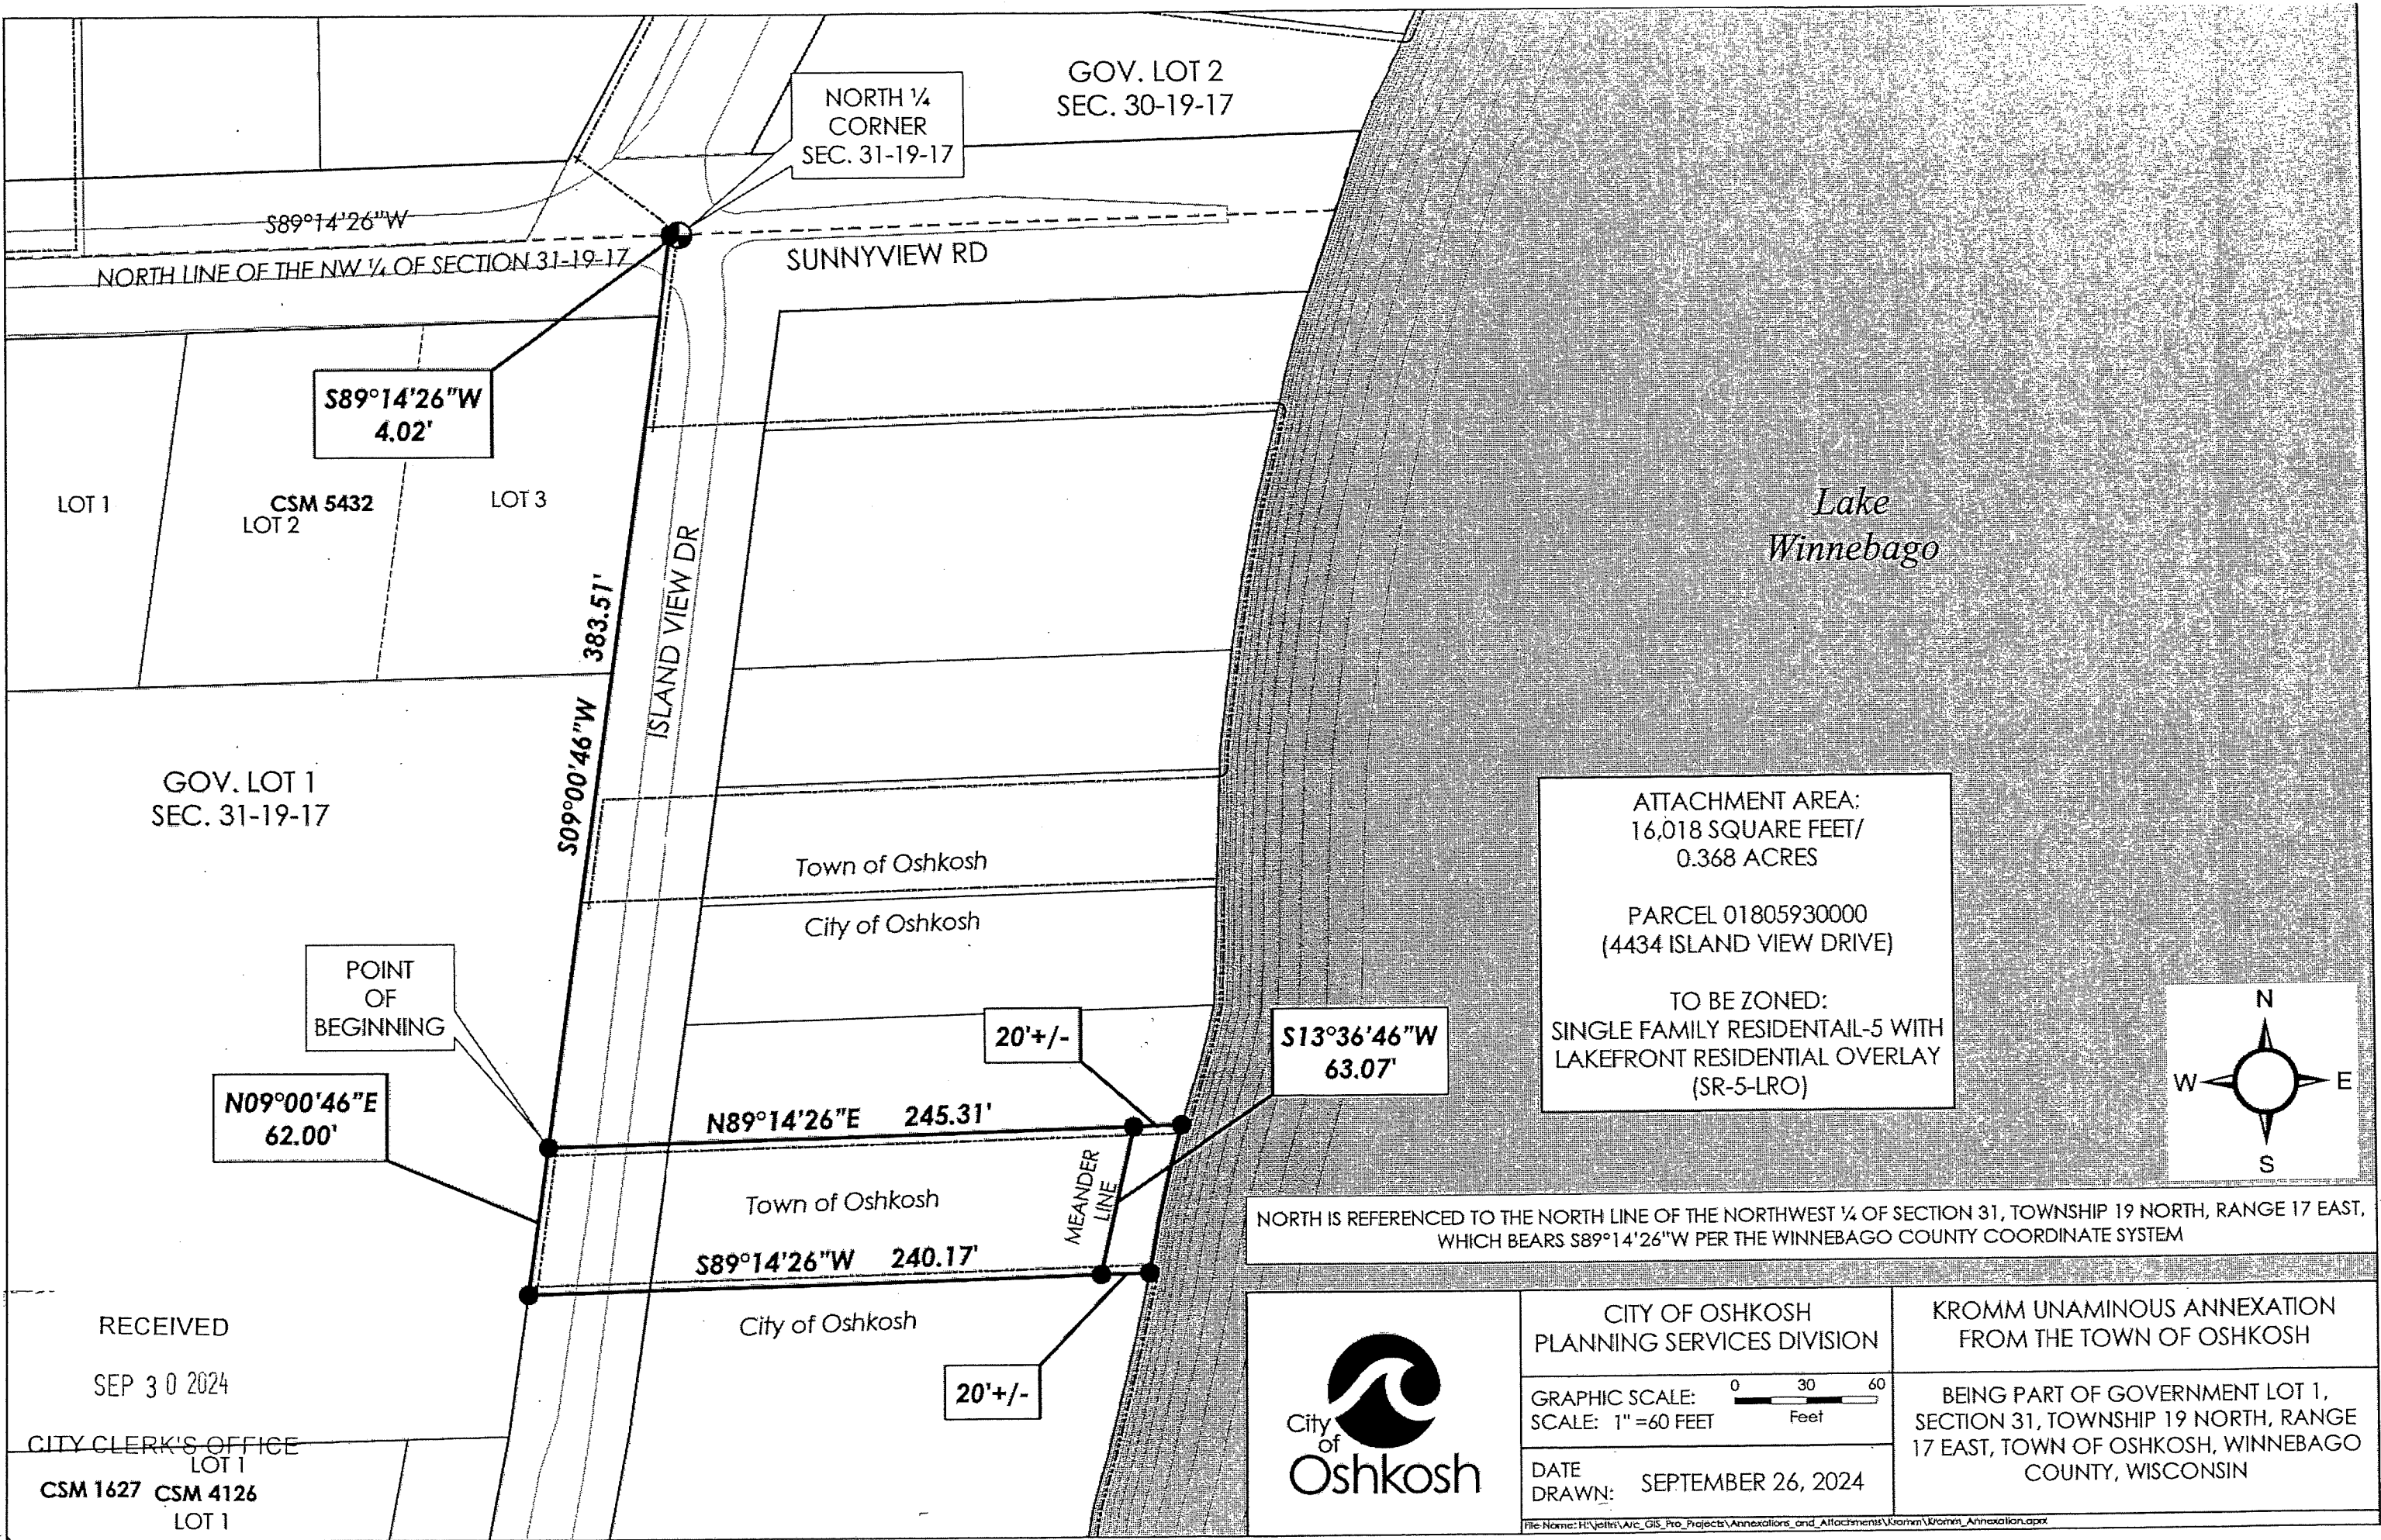 GOV. LOT 2
SEC. 30-19-17
NORTH ¼
CORNER
SEC. 31-19-17
S89°14'26"W
NORTH LINE OF THE NW ¼ OF SECTION 31-19-17
SUNNYVIEW RD
S89°14'26"W
4.02'
LOT 1
CSM 5432
LOT 2
LOT 3
Lake
Winnebago
383.51'
S09°00'46"W
ISLAND VIEW DR
GOV. LOT 1
SEC. 31-19-17
Town of Oshkosh
City of Oshkosh
ATTACHMENT AREA:
16,018 SQUARE FEET/
0.368 ACRES
PARCEL 01805930000
(4434 ISLAND VIEW DRIVE)
TO BE ZONED:
SINGLE FAMILY RESIDENTAIL-5 WITH
LAKEFRONT RESIDENTIAL OVERLAY
(SR-5-LRO)
POINT
OF
BEGINNING
20'+/-
S13°36'46"W
63.07'
N09°00'46"E
62.00'
N89°14'26"E 245.31'
MEANDER
LINE
Town of Oshkosh
S89°14'26"W 240.17'
City of Oshkosh
20'+/-
N
W
E
S
NORTH IS REFERENCED TO THE NORTH LINE OF THE NORTHWEST ¼ OF SECTION 31, TOWNSHIP 19 NORTH, RANGE 17 EAST,
WHICH BEARS S89°14'26"W PER THE WINNEBAGO COUNTY COORDINATE SYSTEM
RECEIVED
SEP 30 2024
CITY CLERK'S OFFICE
LOT 1
CSM 1627 CSM 4126
LOT 1
City
of
Oshkosh
CITY OF OSHKOSH
PLANNING SERVICES DIVISION
GRAPHIC SCALE:
0 30 60
Feet
SCALE: 1" =60 FEET
DATE
DRAWN: SEPTEMBER 26, 2024
KROMM UNAMINOUS ANNEXATION
FROM THE TOWN OF OSHKOSH
BEING PART OF GOVERNMENT LOT 1,
SECTION 31, TOWNSHIP 19 NORTH, RANGE
17 EAST, TOWN OF OSHKOSH, WINNEBAGO
COUNTY, WISCONSIN
File Name: H:\jeffn\Arc_GIS_Pro_Projects\Annexations_and_Attachments\Kromm\Kromm_Annexation.aprx